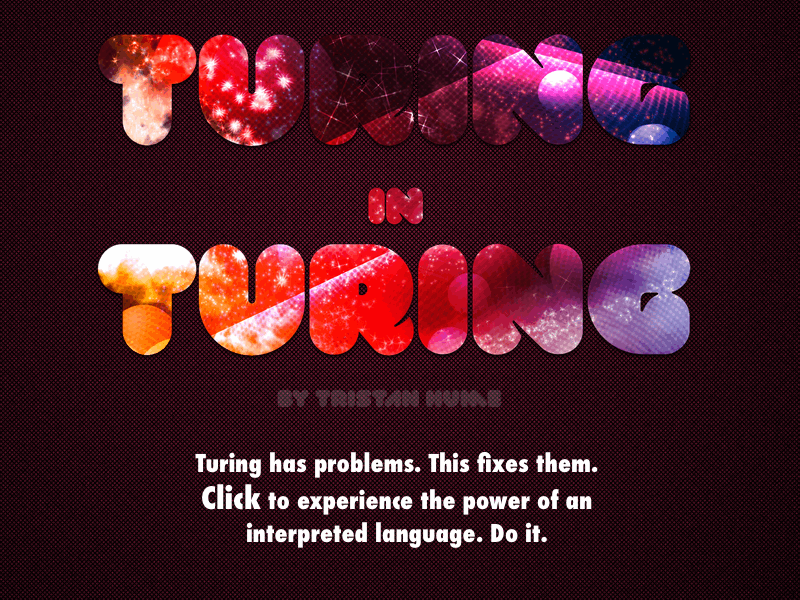 TURING
IN
TURING
BY TRISTAN HUME
Turing has problems. This fixes them.
Click to experience the power of an
interpreted language. Do it.